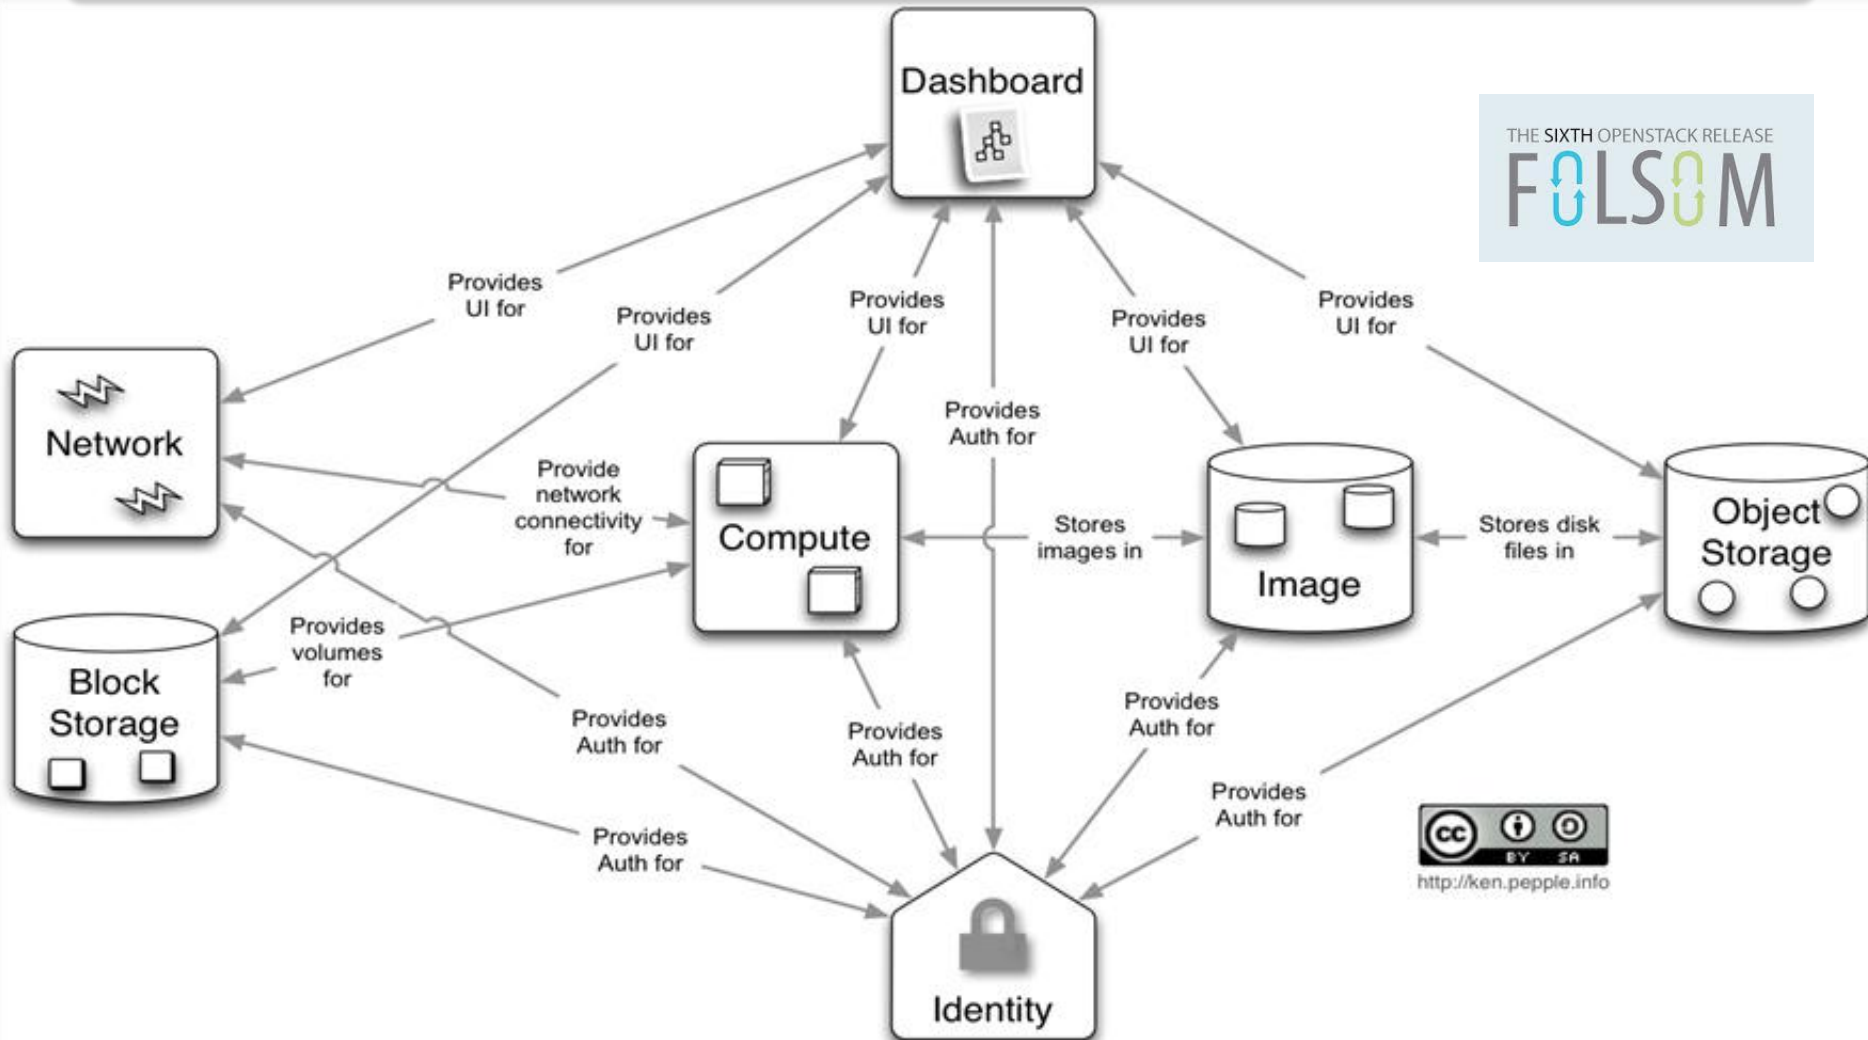 Dashboard
THE SIXTH OPENSTACK RELEASE
FOLSOM
Provides
UI for
Provides
UI for
Provides
UI for
Provides
UI for
Provides
UI for
Network
Provides
Auth for
Provide
network
connectivity
for
Compute
Stores
images in
Image
Stores disk
files in
Object
Storage
Provides
volumes
for
Block
Storage
Provides
Auth for
Provides
Auth for
Provides
Auth for
Provides
Auth for
Provides
Auth for
cc
BY SA
http://ken.pepple.info
Identity